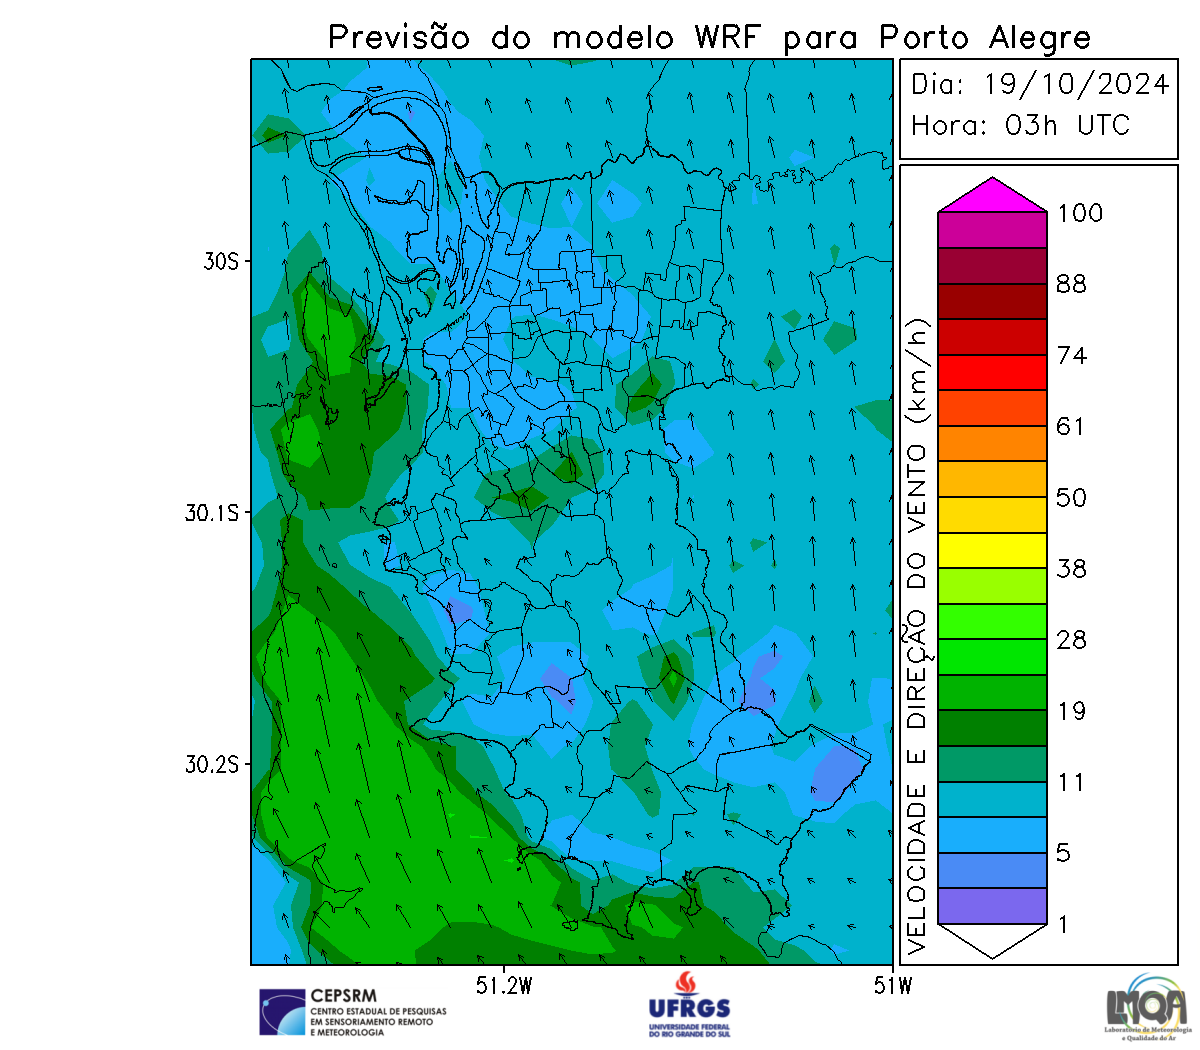 Previsão do modelo WRF para Porto Alegre
Dia: 19/10/2024
Hora: 03h UTC
30S
30.1S
30.2S
51.2W
51W
VELOCIDADE E DIREÇÃO DO VENTO (km/h)
100
88
74
61
50
38
28
19
11
5
1
CEPSRM
CENTRO ESTADUAL DE PESQUISAS
EM SENSORIAMENTO REMOTO
E METEOROLOGIA
UFRGS
UNIVERSIDADE FEDERAL
DO RIO GRANDE DO SUL
LMQA
Laboratório de Meteorologia
e Qualidade do Ar